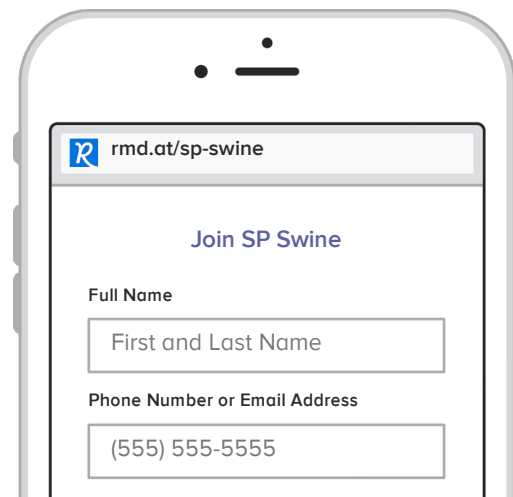 rmd.at/sp-swine
Join SP Swine
Full Name
First and Last Name
Phone Number or Email Address
(555) 555-5555